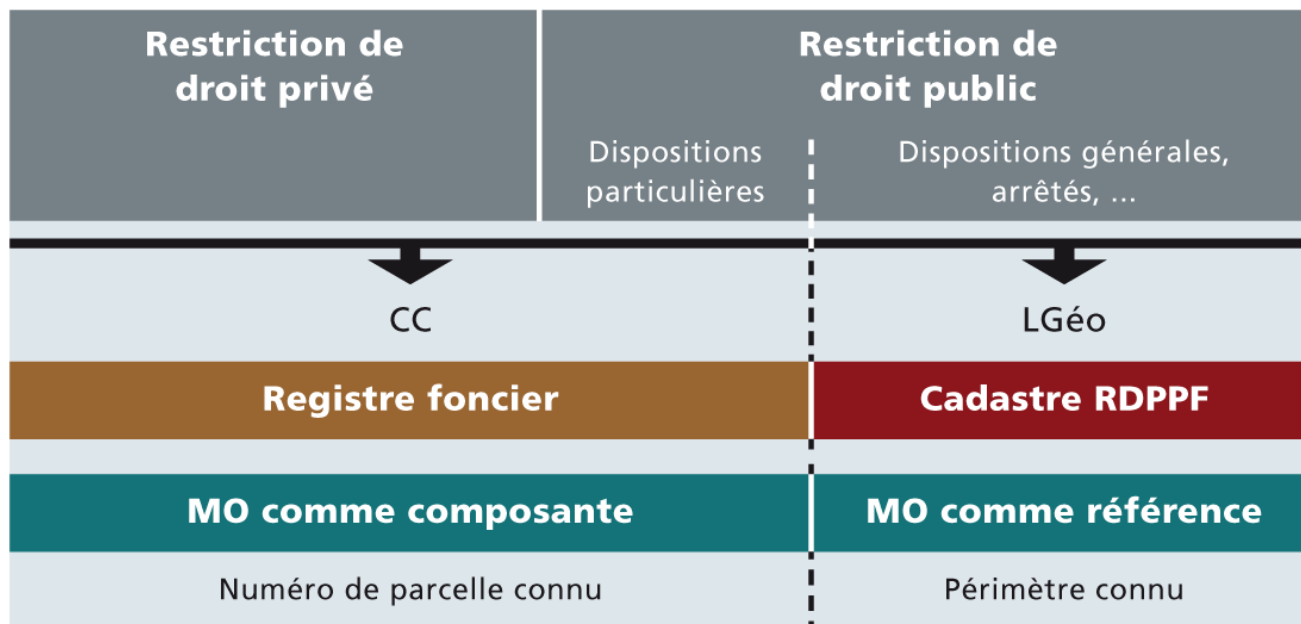 Restriction de
droit privé
Restriction de
droit public
Dispositions
particulières
Dispositions générales,
arrêtés, ...
CC
LGéo
Registre foncier
Cadastre RDPPF
MO comme composante
MO comme référence
Numéro de parcelle connu
Périmètre connu